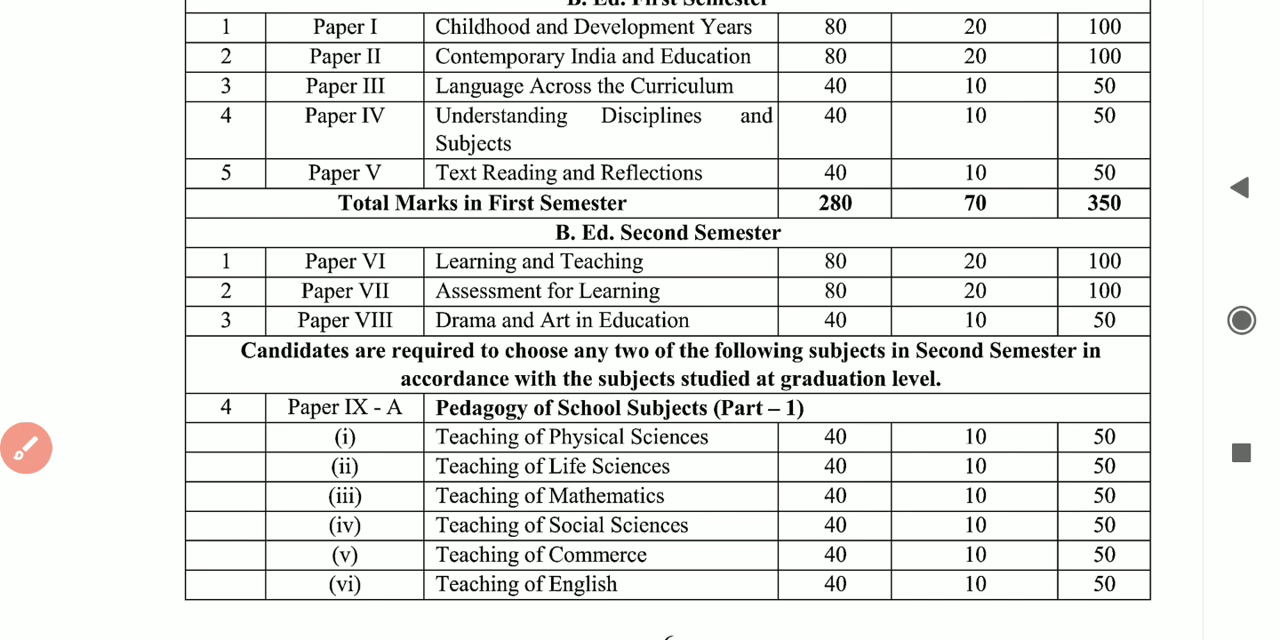 B. Ed. First Semester
1 Paper I Childhood and Development Years 80 20 100
2 Paper II Contemporary India and Education 80 20 100
3 Paper III Language Across the Curriculum 40 10 50
4 Paper IV Understanding Disciplines and Subjects 40 10 50
5 Paper V Text Reading and Reflections 40 10 50
Total Marks in First Semester 280 70 350
B. Ed. Second Semester
1 Paper VI Learning and Teaching 80 20 100
2 Paper VII Assessment for Learning 80 20 100
3 Paper VIII Drama and Art in Education 40 10 50
Candidates are required to choose any two of the following subjects in Second Semester in
accordance with the subjects studied at graduation level.
4 Paper IX - A Pedagogy of School Subjects (Part – 1)
(i) Teaching of Physical Sciences 40 10 50
(ii) Teaching of Life Sciences 40 10 50
(iii) Teaching of Mathematics 40 10 50
(iv) Teaching of Social Sciences 40 10 50
(v) Teaching of Commerce 40 10 50
(vi) Teaching of English 40 10 50